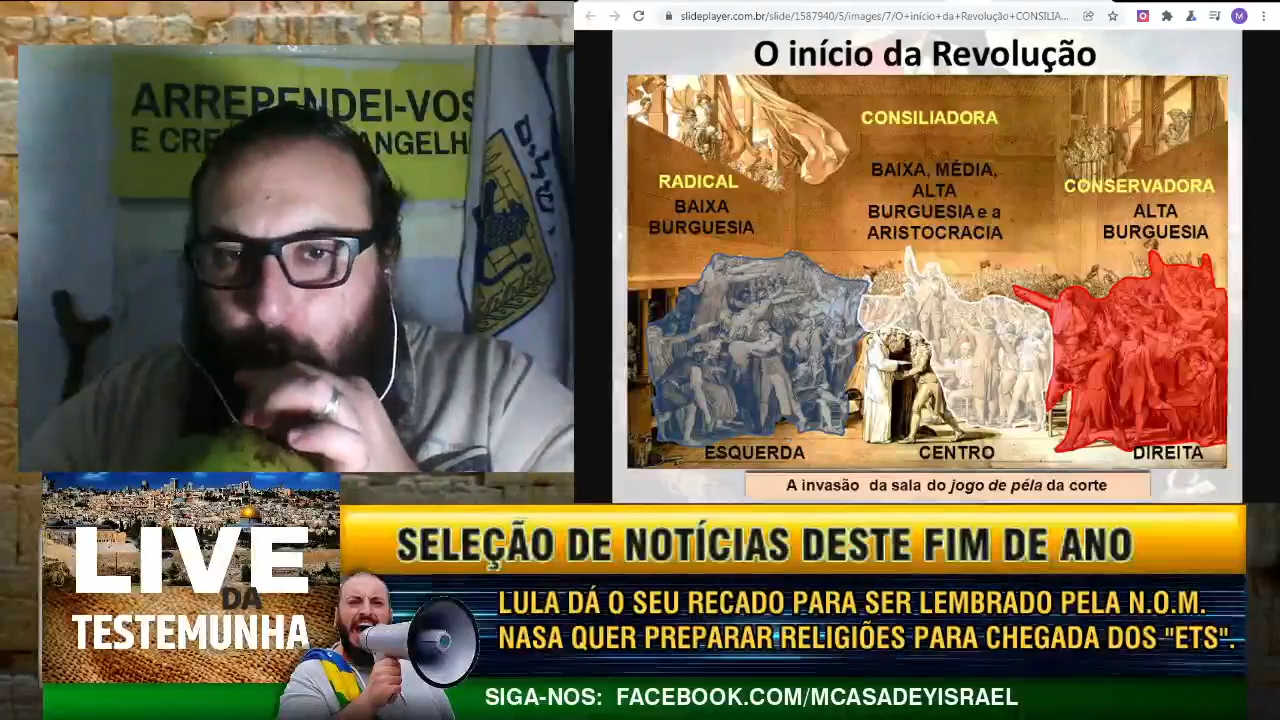 slideplayer.com.br/slide/1587940/5/images/7/O+início+da+Revolução+CONSILIA...
M
O início da Revolução
CONSILIADORA
RADICAL
BAIXA
BURGUESIA
BAIXA, MÉDIA,
ALTA
BURGUESIA e a
ARISTOCRACIA
CONSERVADORA
ALTA
BURGUESIA
ESQUERDA
CENTRO
DIREITA
A invasão da sala do jogo de péla da corte
ARREPENDEI-VOS
E CRE ANGELH
ירושלים
LIVE
DA
TESTEMUNHA
SELEÇÃO DE NOTÍCIAS DESTE FIM DE ANO
LULA DÁ O SEU RECADO PARA SER LEMBRADO PELA N.O.M.
NASA QUER PREPARAR RELIGIÕES PARA CHEGADA DOS "ETS".
SIGA-NOS: FACEBOOK.COM/MCASADEYISRAEL